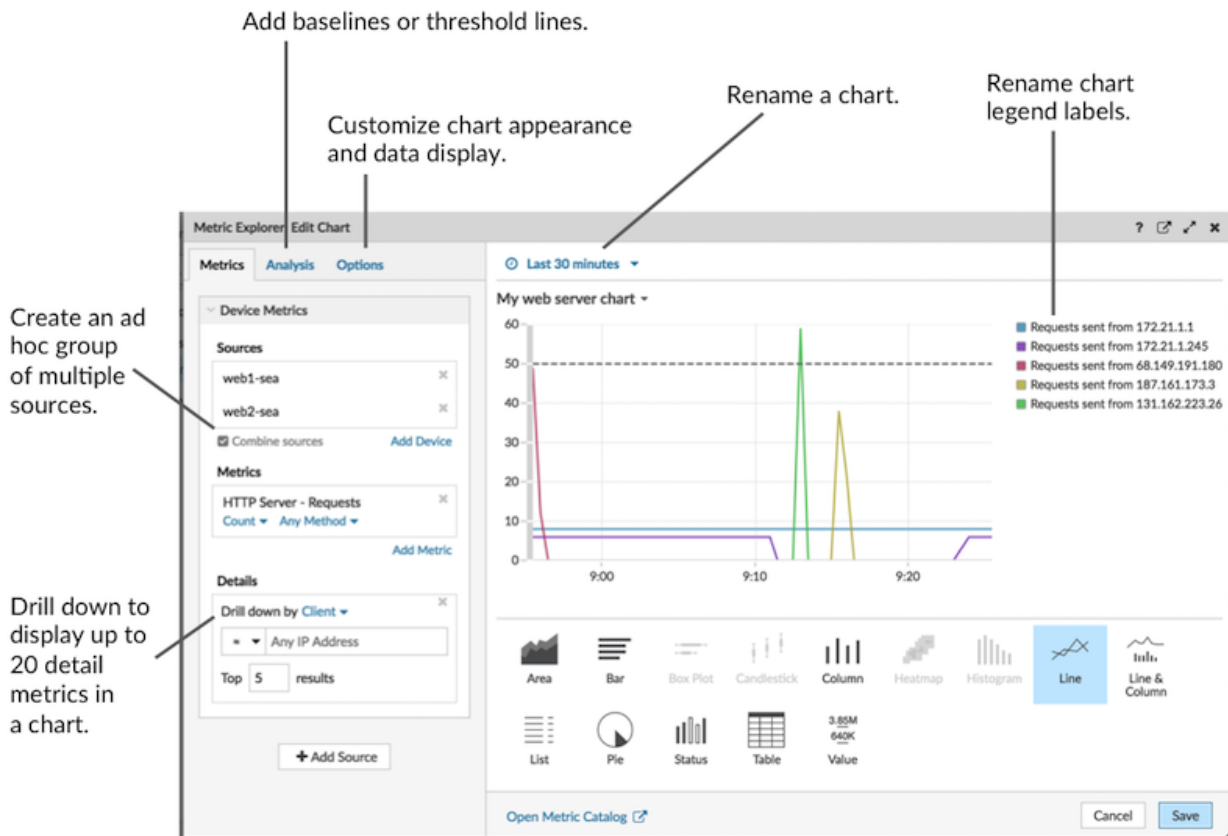 Add baselines or threshold lines.
Customize chart appearance
and data display.
Rename a chart.
Rename chart
legend labels.
Create an ad
hoc group
of multiple
sources.
Drill down to
display up to
20 detail
metrics in
a chart.
Metric Explorer Edit Chart
?
Metrics Analysis Options
Device Metrics
Sources
web1-sea
web2-sea
Combine sources Add Device
Metrics
HTTP Server - Requests
Count Any Method
Add Metric
Details
Drill down by Client
= Any IP Address
Top 5 results
+ Add Source
Last 30 minutes
My web server chart
60
50
40
30
20
10
0
9:00 9:10 9:20
Requests sent from 172.21.1.1
Requests sent from 172.21.1.245
Requests sent from 68.149.191.180
Requests sent from 187.161.173.3
Requests sent from 131.162.223.26
Area Bar Box Plot Candlestick Column Heatmap Histogram Line Line &
Column
3.85M
640K
List Pie Status Table Value
Open Metric Catalog
Cancel Save